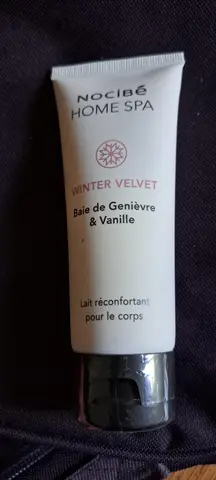 NOCIBÉ
HOME SPA
WINTER VELVET
Baie de Genièvre
& Vanille
Lait réconfortant
pour le corps